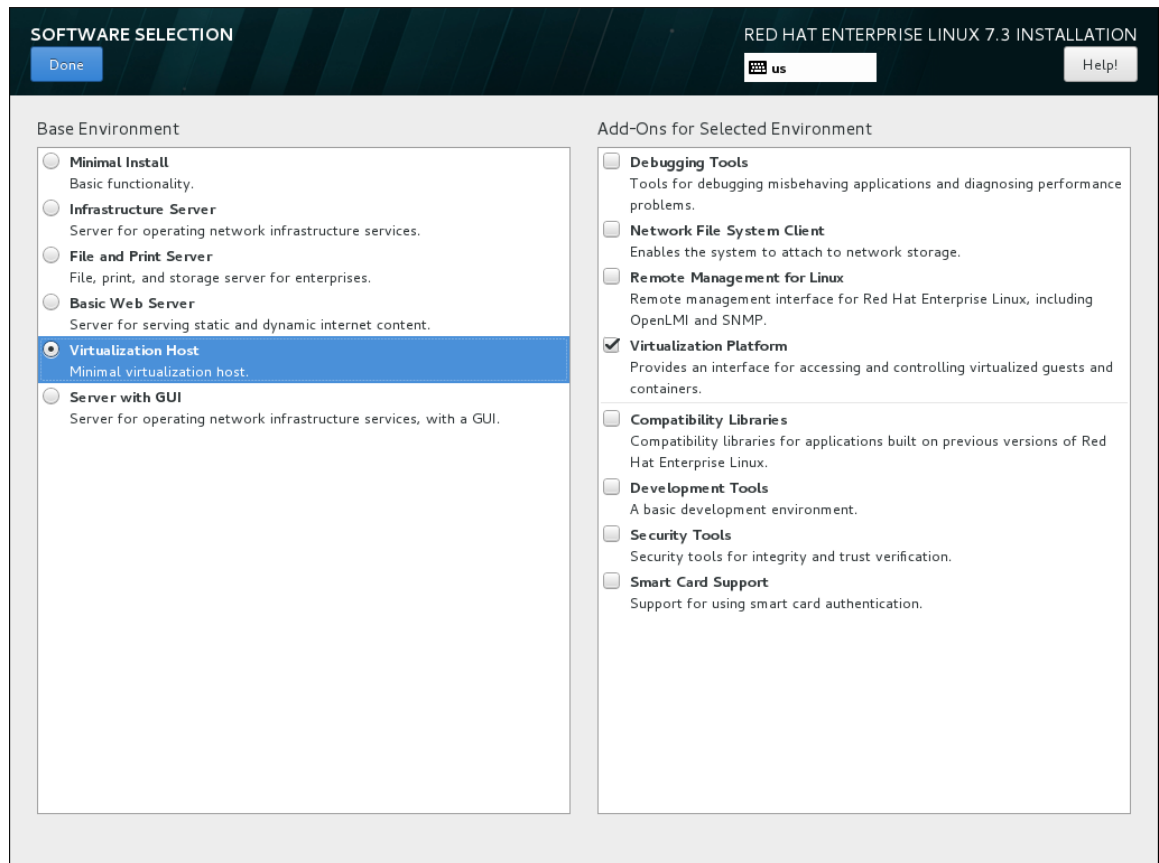 SOFTWARE SELECTION
RED HAT ENTERPRISE LINUX 7.3 INSTALLATION
Done
us
Help!
Base Environment
Minimal Install
Basic functionality.
Infrastructure Server
Server for operating network infrastructure services.
File and Print Server
File, print, and storage server for enterprises.
Basic Web Server
Server for serving static and dynamic internet content.
Virtualization Host
Minimal virtualization host.
Server with GUI
Server for operating network infrastructure services, with a GUI.
Add-Ons for Selected Environment
Debugging Tools
Tools for debugging misbehaving applications and diagnosing performance
problems.
Network File System Client
Enables the system to attach to network storage.
Remote Management for Linux
Remote management interface for Red Hat Enterprise Linux, including
OpenLMI and SNMP.
Virtualization Platform
Provides an interface for accessing and controlling virtualized guests and
containers.
Compatibility Libraries
Compatibility libraries for applications built on previous versions of Red
Hat Enterprise Linux.
Development Tools
A basic development environment.
Security Tools
Security tools for integrity and trust verification.
Smart Card Support
Support for using smart card authentication.